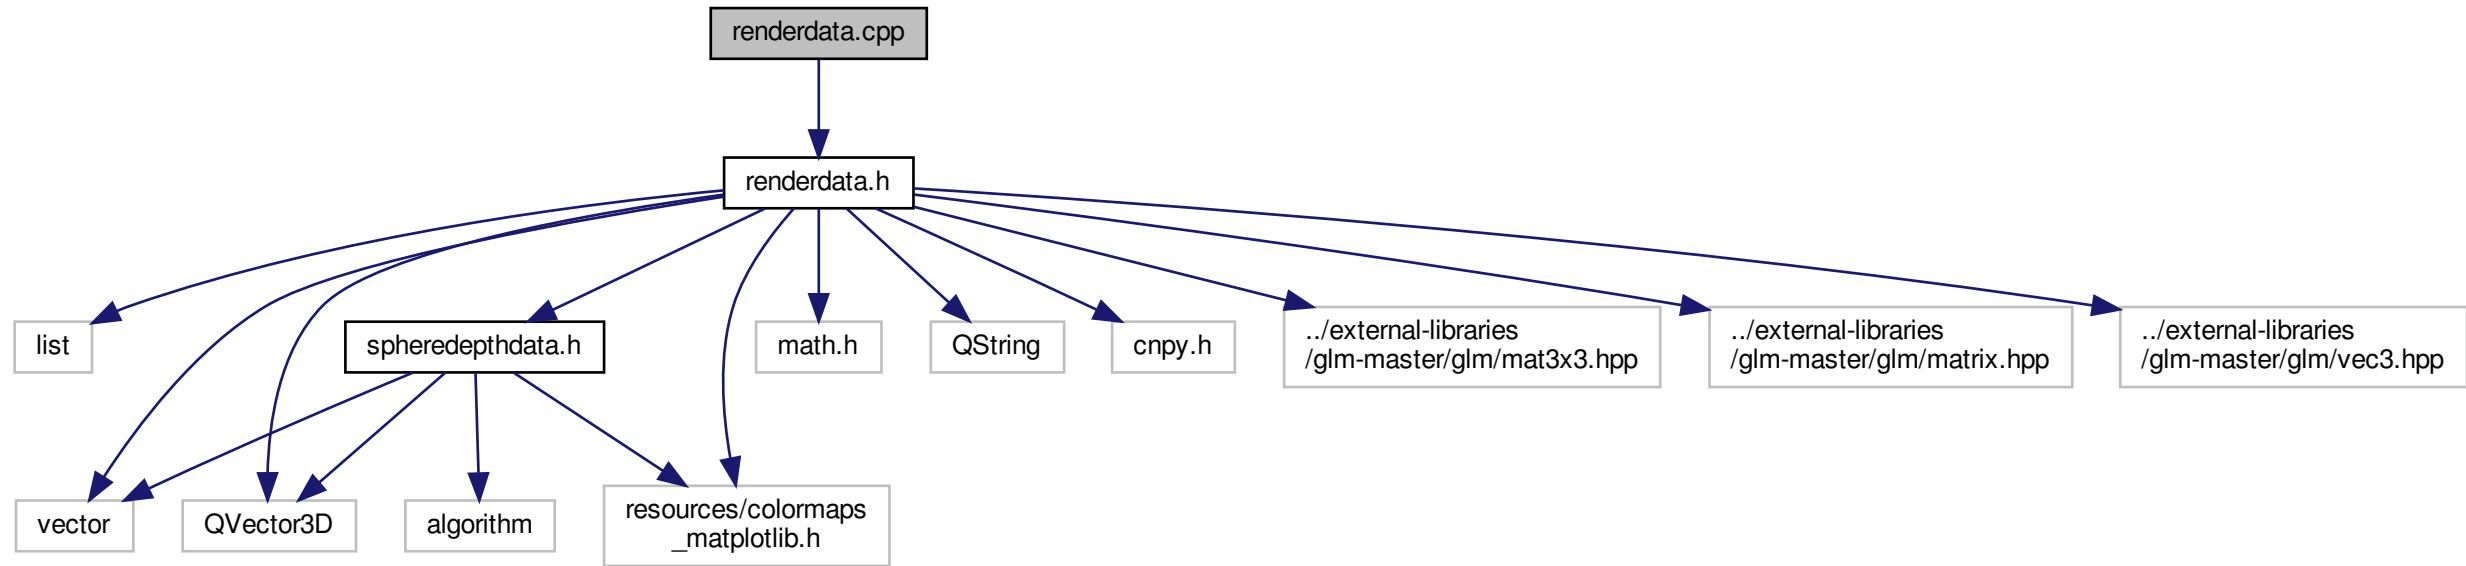 renderdata.cpp
renderdata.h
list
spheredepthdata.h
math.h
QString
cnpy.h
../external-libraries
/glm-master/glm/mat3x3.hpp
../external-libraries
/glm-master/glm/matrix.hpp
../external-libraries
/glm-master/glm/vec3.hpp
vector
QVector3D
algorithm
resources/colormaps
_matplotlib.h